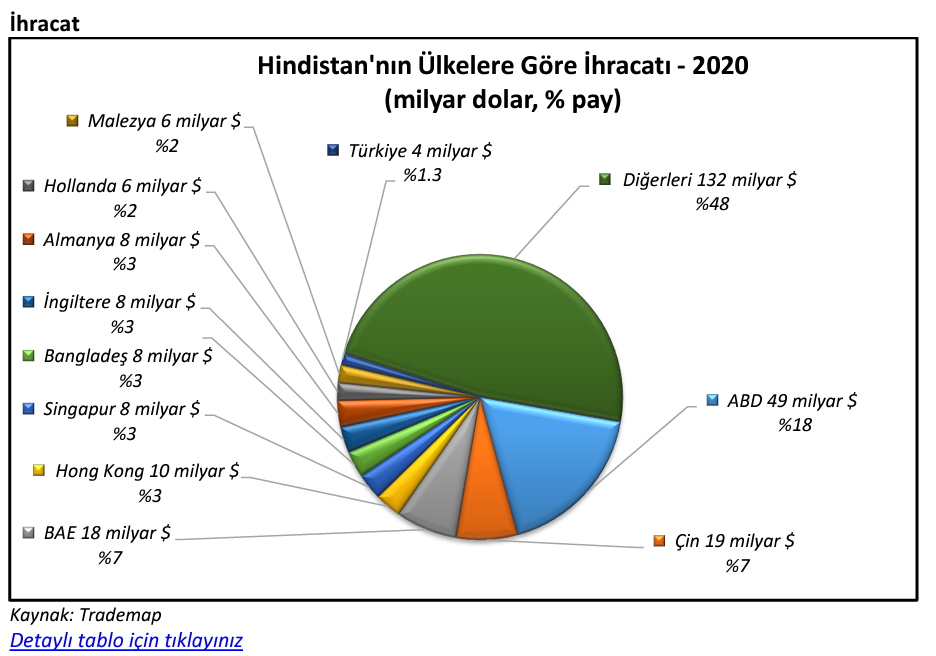 İhracat
Hindistan'nın Ülkelere Göre İhracatı - 2020
(milyar dolar, % pay)
Malezya 6 milyar $
%2
Türkiye 4 milyar $
%1.3
Diğerleri 132 milyar $
%48
Hollanda 6 milyar $
%2
Almanya 8 milyar $
%3
İngiltere 8 milyar $
%3
Bangladeş 8 milyar $
%3
Singapur 8 milyar $
%3
Hong Kong 10 milyar $
%3
BAE 18 milyar $
%7
ABD 49 milyar $
%18
Çin 19 milyar $
%7
Kaynak: Trademap
Detaylı tablo için tıklayınız